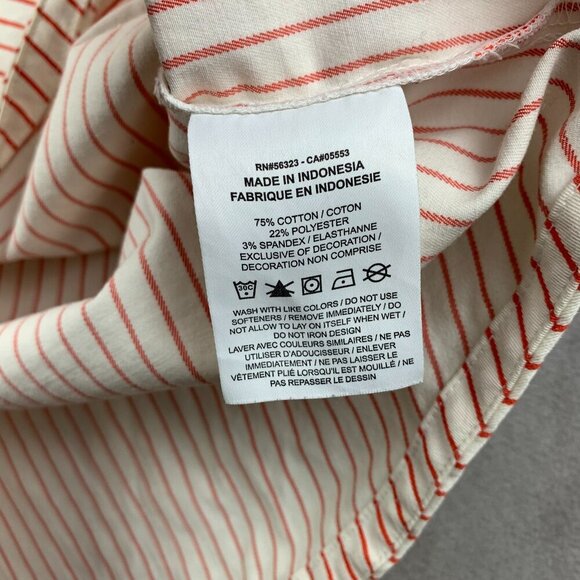 RN#56323 - CA#05553
MADE IN INDONESIA
FABRIQUE EN INDONESIE
75% COTTON / COTON
22% POLYESTER
3% SPANDEX / ELASTHANNE
EXCLUSIVE OF DECORATION /
DECORATION NON COMPRISE
30C
WASH WITH LIKE COLORS / DO NOT USE
SOFTENERS / REMOVE IMMEDIATELY / DO
NOT ALLOW TO LAY ON ITSELF WHEN WET /
DO NOT IRON DESIGN
LAVER AVEC COULEURS SIMILAIRES / NE PAS
UTILISER D'ADOUCISSEUR / ENLEVER
IMMÉDIATEMENT / NE PAS LAISSER LE
VÊTEMENT PLIÉ LORSQU'IL EST MOUILLÉ / NE
PAS REPASSER LE DESSIN